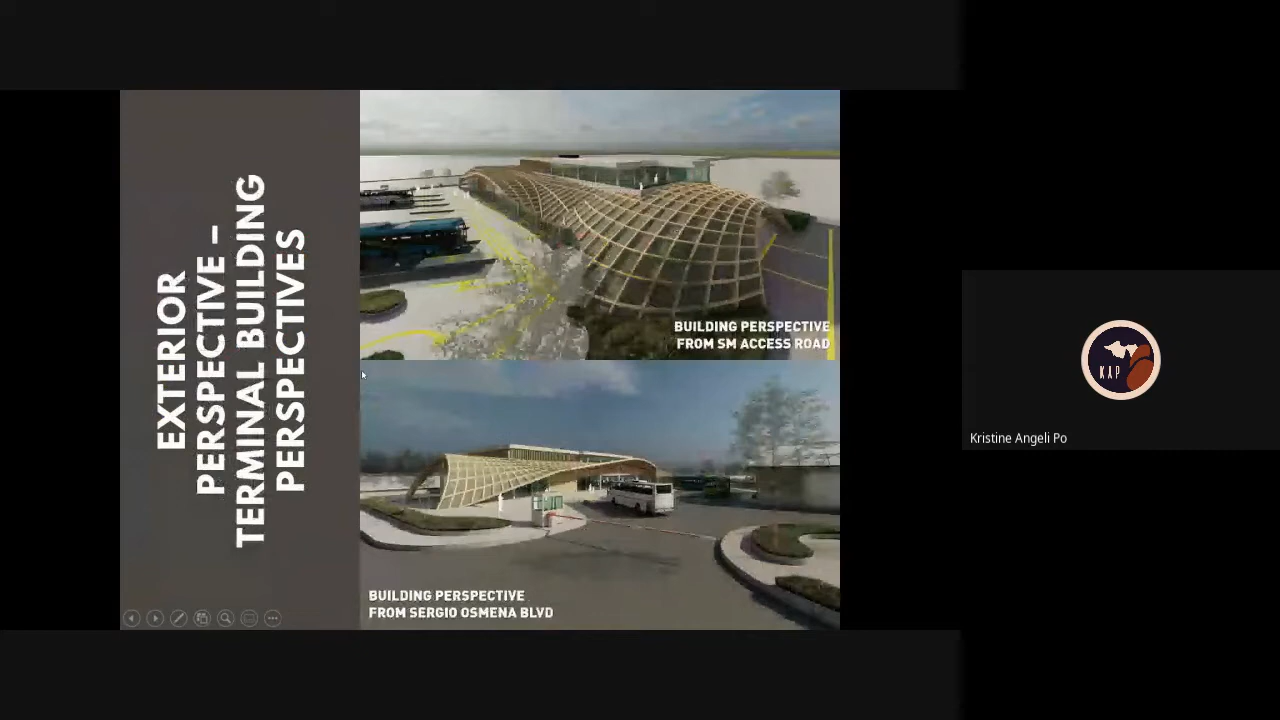 EXTERIOR
PERSPECTIVE –
TERMINAL BUILDING
PERSPECTIVES
BUILDING PERSPECTIVE
FROM SM ACCESS ROAD
BUILDING PERSPECTIVE
FROM SERGIO OSMENA BLVD
KAP
Kristine Angeli Po